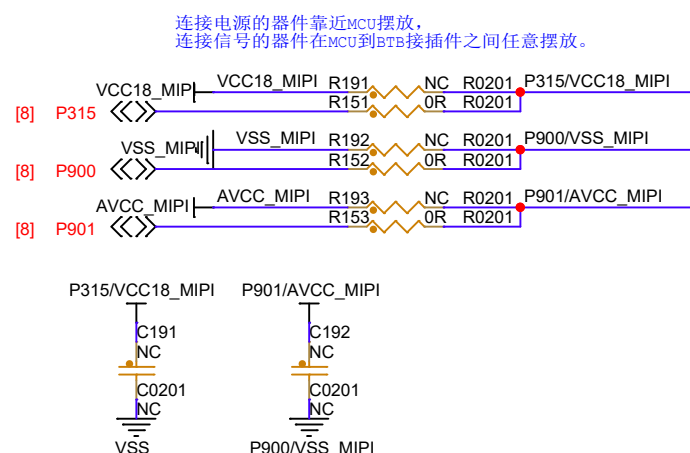 连接电源的器件靠近MCU摆放，
连接信号的器件在MCU到BTB接插件之间任意摆放。
VCC18_MIPI VCC18_MIPI R191 NC R0201 P315/VCC18_MIPI
[8] P315 R151 0R R0201
VSS_MIPI VSS_MIPI R192 NC R0201 P900/VSS_MIPI
[8] P900 R152 0R R0201
AVCC_MIPI AVCC_MIPI R193 NC R0201 P901/AVCC_MIPI
[8] P901 R153 0R R0201
P315/VCC18_MIPI P901/AVCC_MIPI
C191 C192
NC NC
C0201 C0201
NC NC
VSS P900/VSS_MIPI